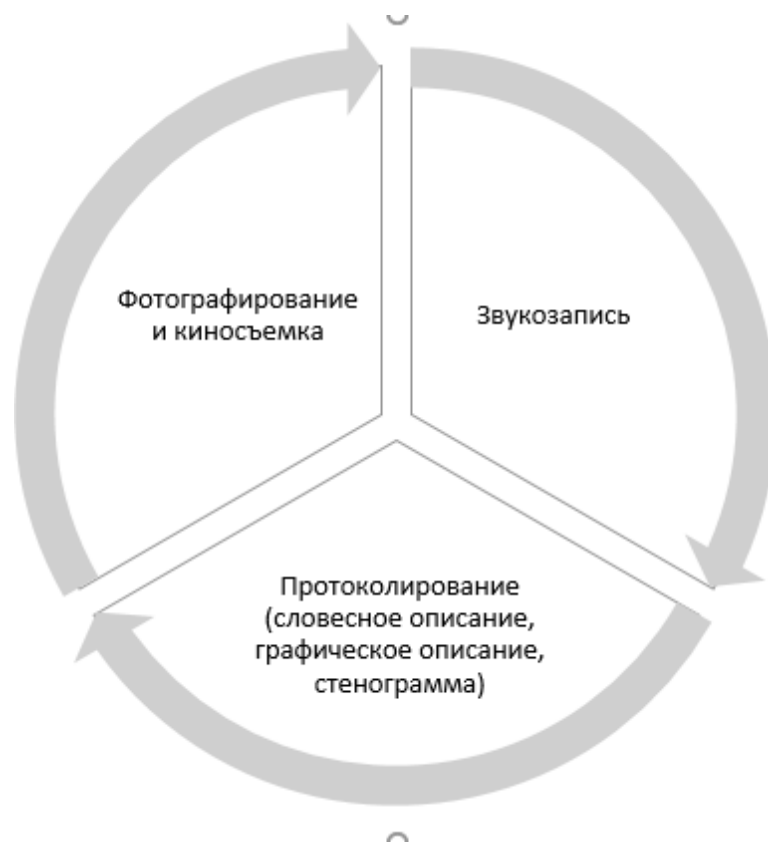 Фотографирование
и киносъемка
Звукозапись
Протоколирование
(словесное описание,
графическое описание,
стенограмма)